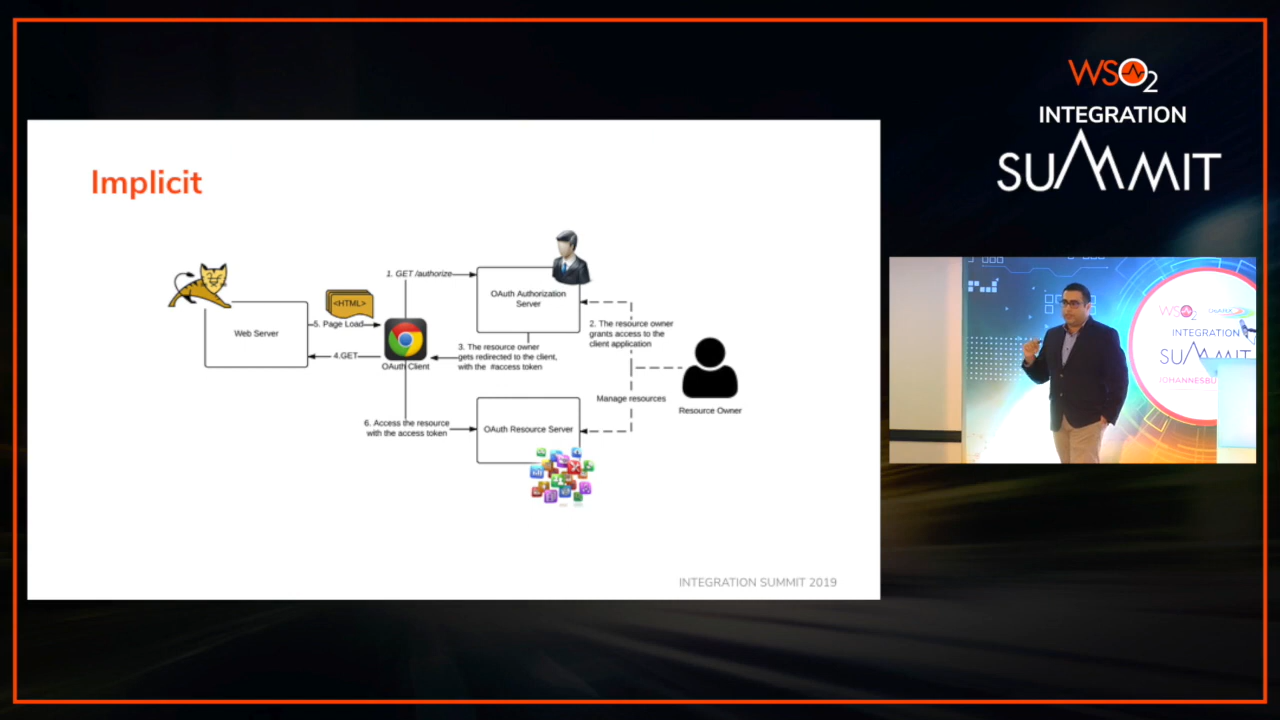 WSO2
INTEGRATION
SUMMIT
Implicit
1. GET /authorize
OAuth Authorization
Server
<HTML>
5. Page Load
Web Server
4.GET
OAuth Client
2. The resource owner
grants access to the
client application
3. The resource owner
gets redirected to the client,
with the #access token
Manage resources
Resource Owner
6. Access the resource
with the access token
OAuth Resource Server
INTEGRATION SUMMIT 2019
WSO2
INTEGRATION
SUMMIT